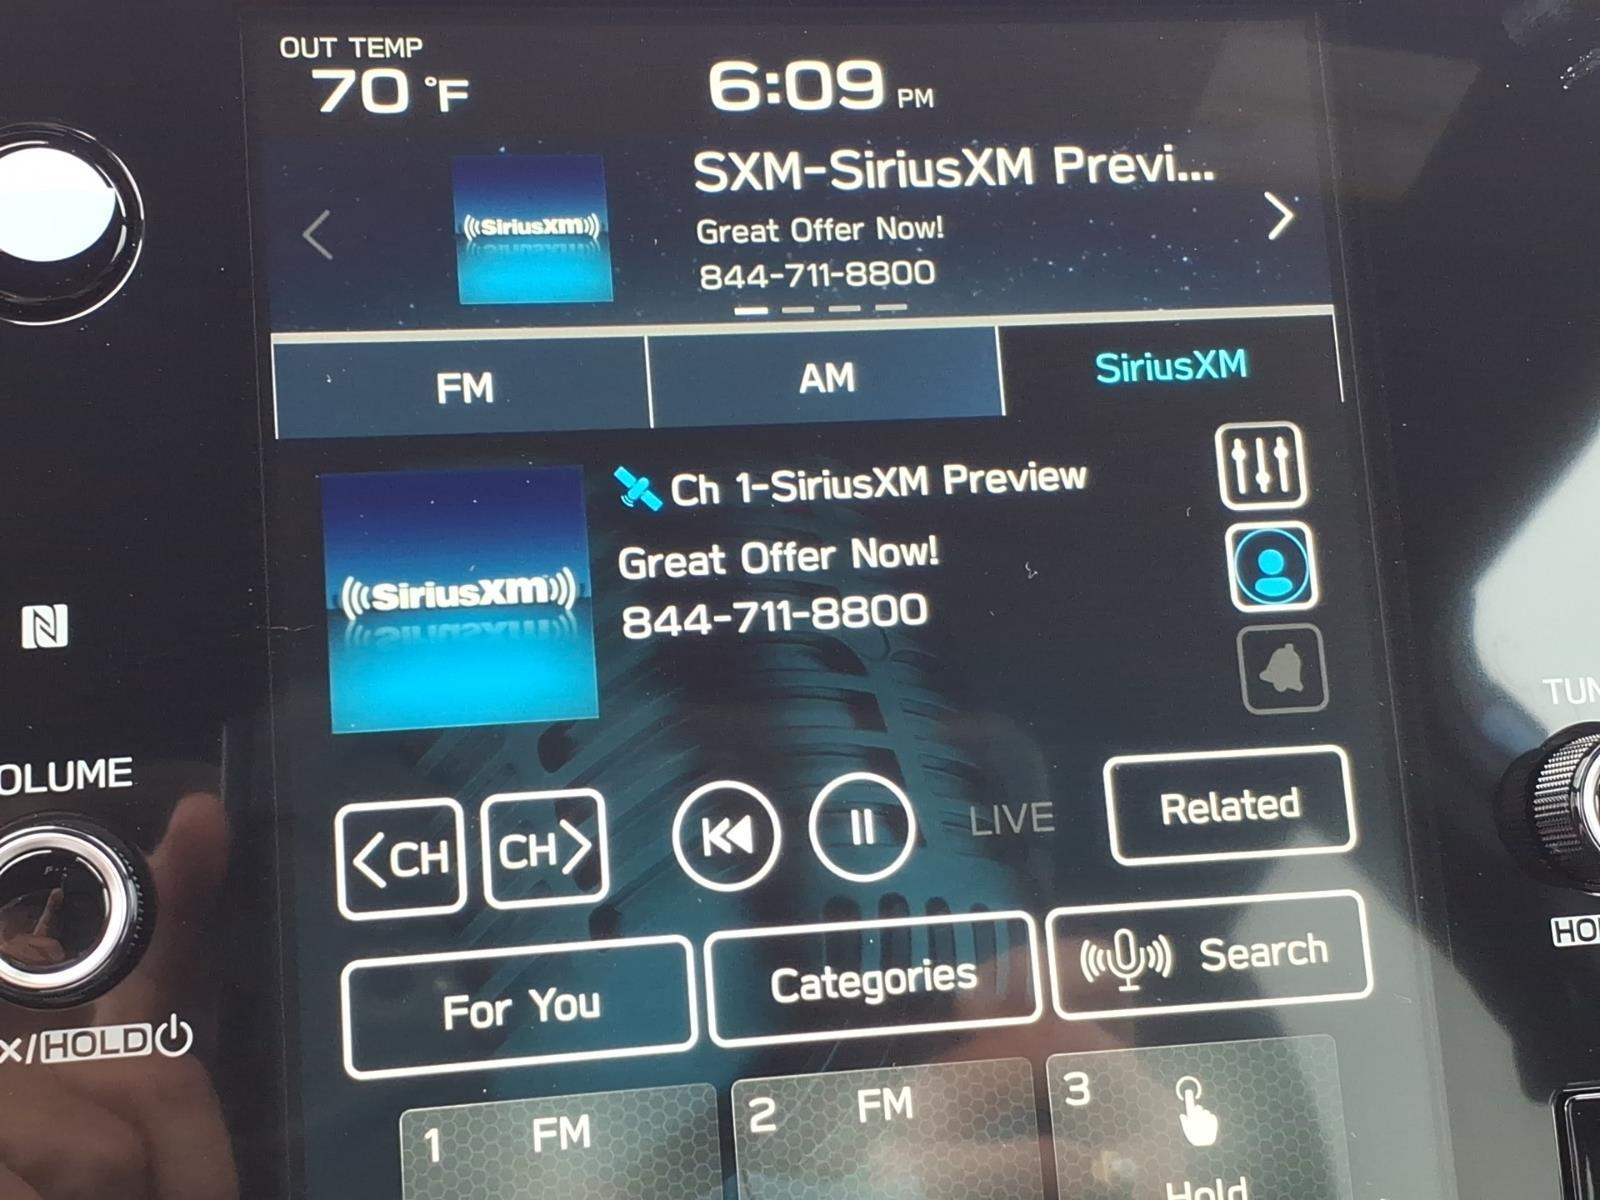 OUT TEMP
70 °F
6:09 PM
SXM-SiriusXM Previ...
((SiriusXM))
Great Offer Now!
844-711-8800
FM
AM
SiriusXM
Ch 1-SiriusXM Preview
((SiriusXM))
Great Offer Now!
844-711-8800
OLUME
TUN
<CH
CH>
LIVE
Related
HO
For You
Categories
Search
x/HOLD
1 FM
2 FM
3
Hold